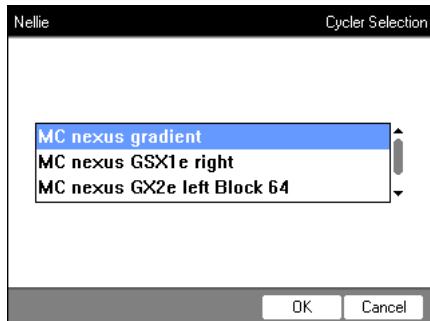 Nellie Cycler Selection
MC nexus gradient
MC nexus GSX1e right
MC nexus GX2e left Block 64
OK Cancel